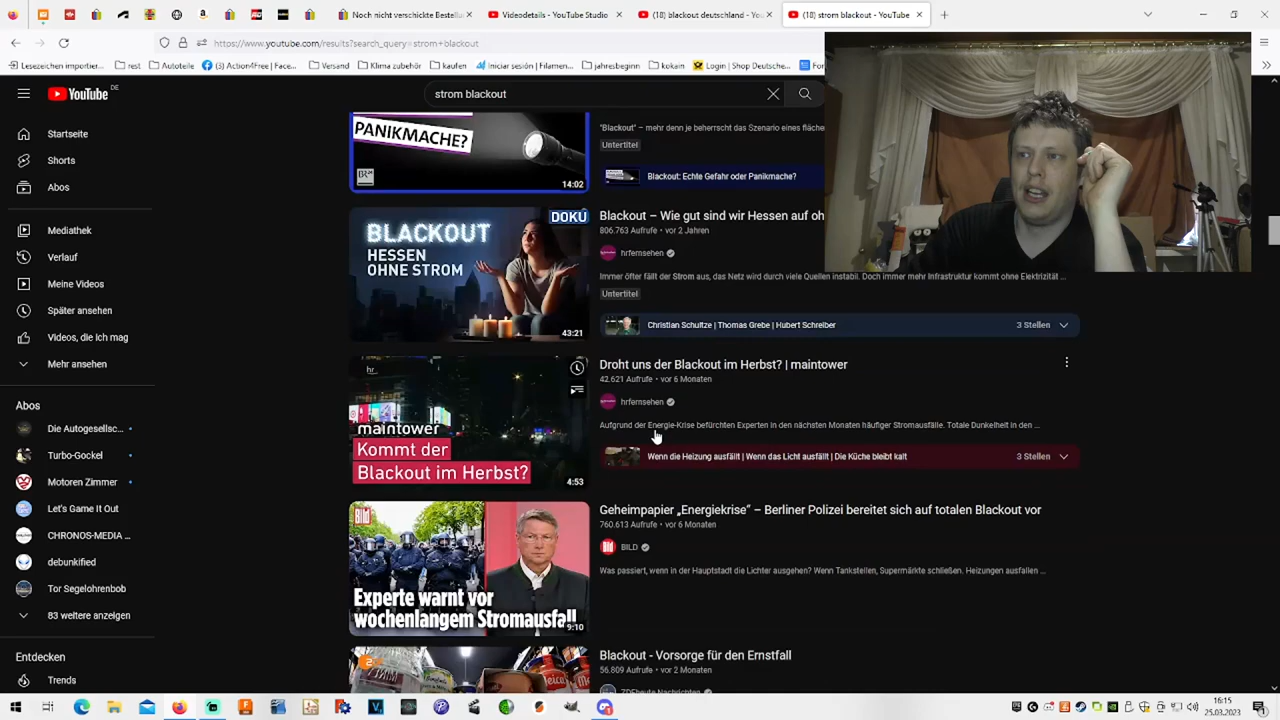 Noch nicht verschickt. Bestellu
Videodetails - YouTube Studio
(18) blackout deutschland - You
(18) strom blackout - YouTube
https://www.youtube.com/results?search_query=strom+blackout
Lesezeichen importier...
rest
Autoteile
(3) Action4Free | Face...
Versand
Klima zubehör
kaufen
Iniciar sesión | Filma...
jahresbeginn
kokain
Login | Shop Deutsche...
YouTube DE
strom blackout
Startseite
Shorts
Abos
Mediathek
Verlauf
Meine Videos
Später ansehen
Videos, die ich mag
Mehr ansehen
Abos
Die Autogesellsc...
Turbo-Gockel
Motoren Zimmer
Let's Game It Out
CHRONOS-MEDIA ...
debunkified
Tor Segelohrenbob
83 weitere anzeigen
Entdecken
Trends
PANIKMACHE?
14:02
"Blackout" – mehr denn je beherrscht das Szenario eines fläche
Untertitel
Blackout: Echte Gefahr oder Panikmache?
DOKU
BLACKOUT
HESSEN
OHNE STROM
43:21
Blackout – Wie gut sind wir Hessen auf oh
806.763 Aufrufe • vor 2 Jahren
hrfernsehen
Immer öfter fällt der Strom aus, das Netz wird durch viele Quellen instabil. Doch immer mehr Infrastruktur kommt ohne Elektrizität ...
Untertitel
Christian Schultze | Thomas Grebe | Hubert Schreiber
3 Stellen
hr
maintower
Kommt der
Blackout im Herbst?
4:53
Droht uns der Blackout im Herbst? | maintower
42.621 Aufrufe • vor 6 Monaten
hrfernsehen
Aufgrund der Energie-Krise befürchten Experten in den nächsten Monaten häufiger Stromausfälle. Totale Dunkelheit in den ...
Wenn die Heizung ausfällt | Wenn das Licht ausfällt | Die Küche bleibt kalt
3 Stellen
Bild
Experte warnt vor
wochenlangem Stromausfall
9:10
Geheimpapier „Energiekrise“ – Berliner Polizei bereitet sich auf totalen Blackout vor
760.613 Aufrufe • vor 6 Monaten
BILD
Was passiert, wenn in der Hauptstadt die Lichter ausgehen? Wenn Tankstellen, Supermärkte schließen. Heizungen ausfallen ...
Blackout - Vorsorge für den Ernstfall
56.809 Aufrufe • vor 2 Monaten
ZDFheute Nachrichten
16:15
25.03.2023